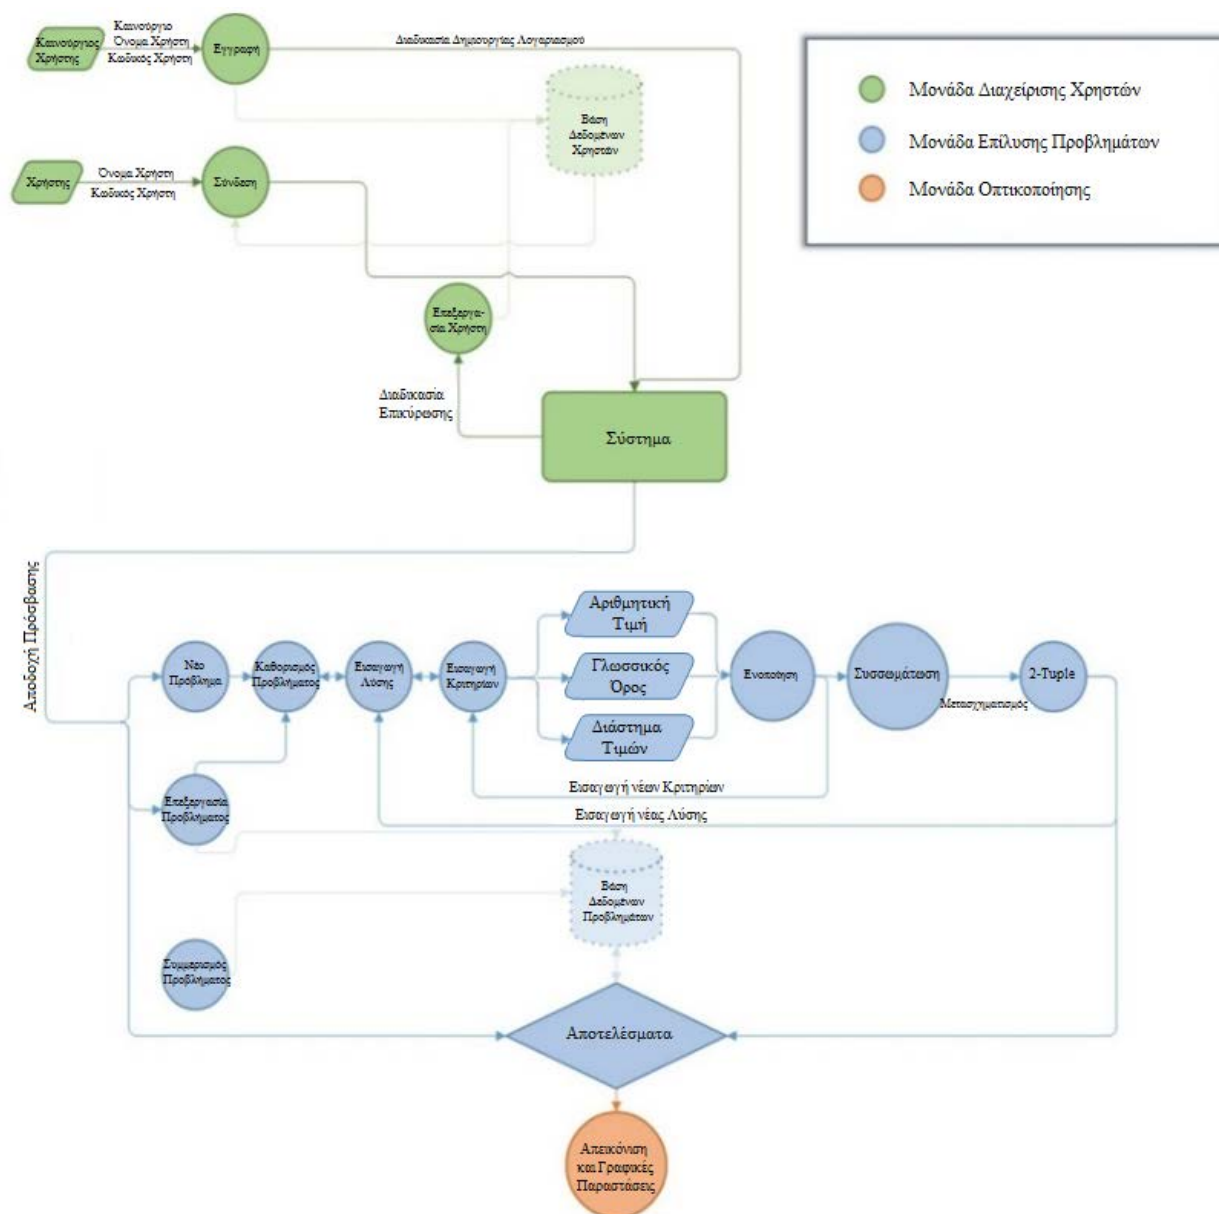 Καινούργιος
Χρήστης
Καινούργιο
Όνομα Χρήστη
Κωδικός Χρήστη
Εγγραφή
Διαδικασία Δημιουργίας Λογαριασμού
Βάση
Δεδομένων
Χρηστών
Μονάδα Διαχείρισης Χρηστών
Μονάδα Επίλυσης Προβλημάτων
Μονάδα Οπτικοποίησης
Χρήστης
Όνομα Χρήστη
Κωδικός Χρήστη
Σύνδεση
Επεξεργα-
σία Χρήστη
Διαδικασία
Επικύρωσης
Σύστημα
Αποδοχή Πρόσβασης
Νέο
Πρόβλημα
Καθορισμός
Προβλήματος
Εισαγωγή
Λύσης
Εισαγωγή
Κριτηρίων
Αριθμητική
Τιμή
Γλωσσικός
Όρος
Διάστημα
Τιμών
Ενοποίηση
Συσσωμάτωση
Μετασχηματισμός
2-Tuple
Επεξεργασία
Προβλήματος
Εισαγωγή νέων Κριτηρίων
Εισαγωγή νέας Λύσης
Βάση
Δεδομένων
Προβλημάτων
Συμμερισμός
Προβλήματος
Αποτελέσματα
Απεικόνιση
και Γραφικές
Παραστάσεις